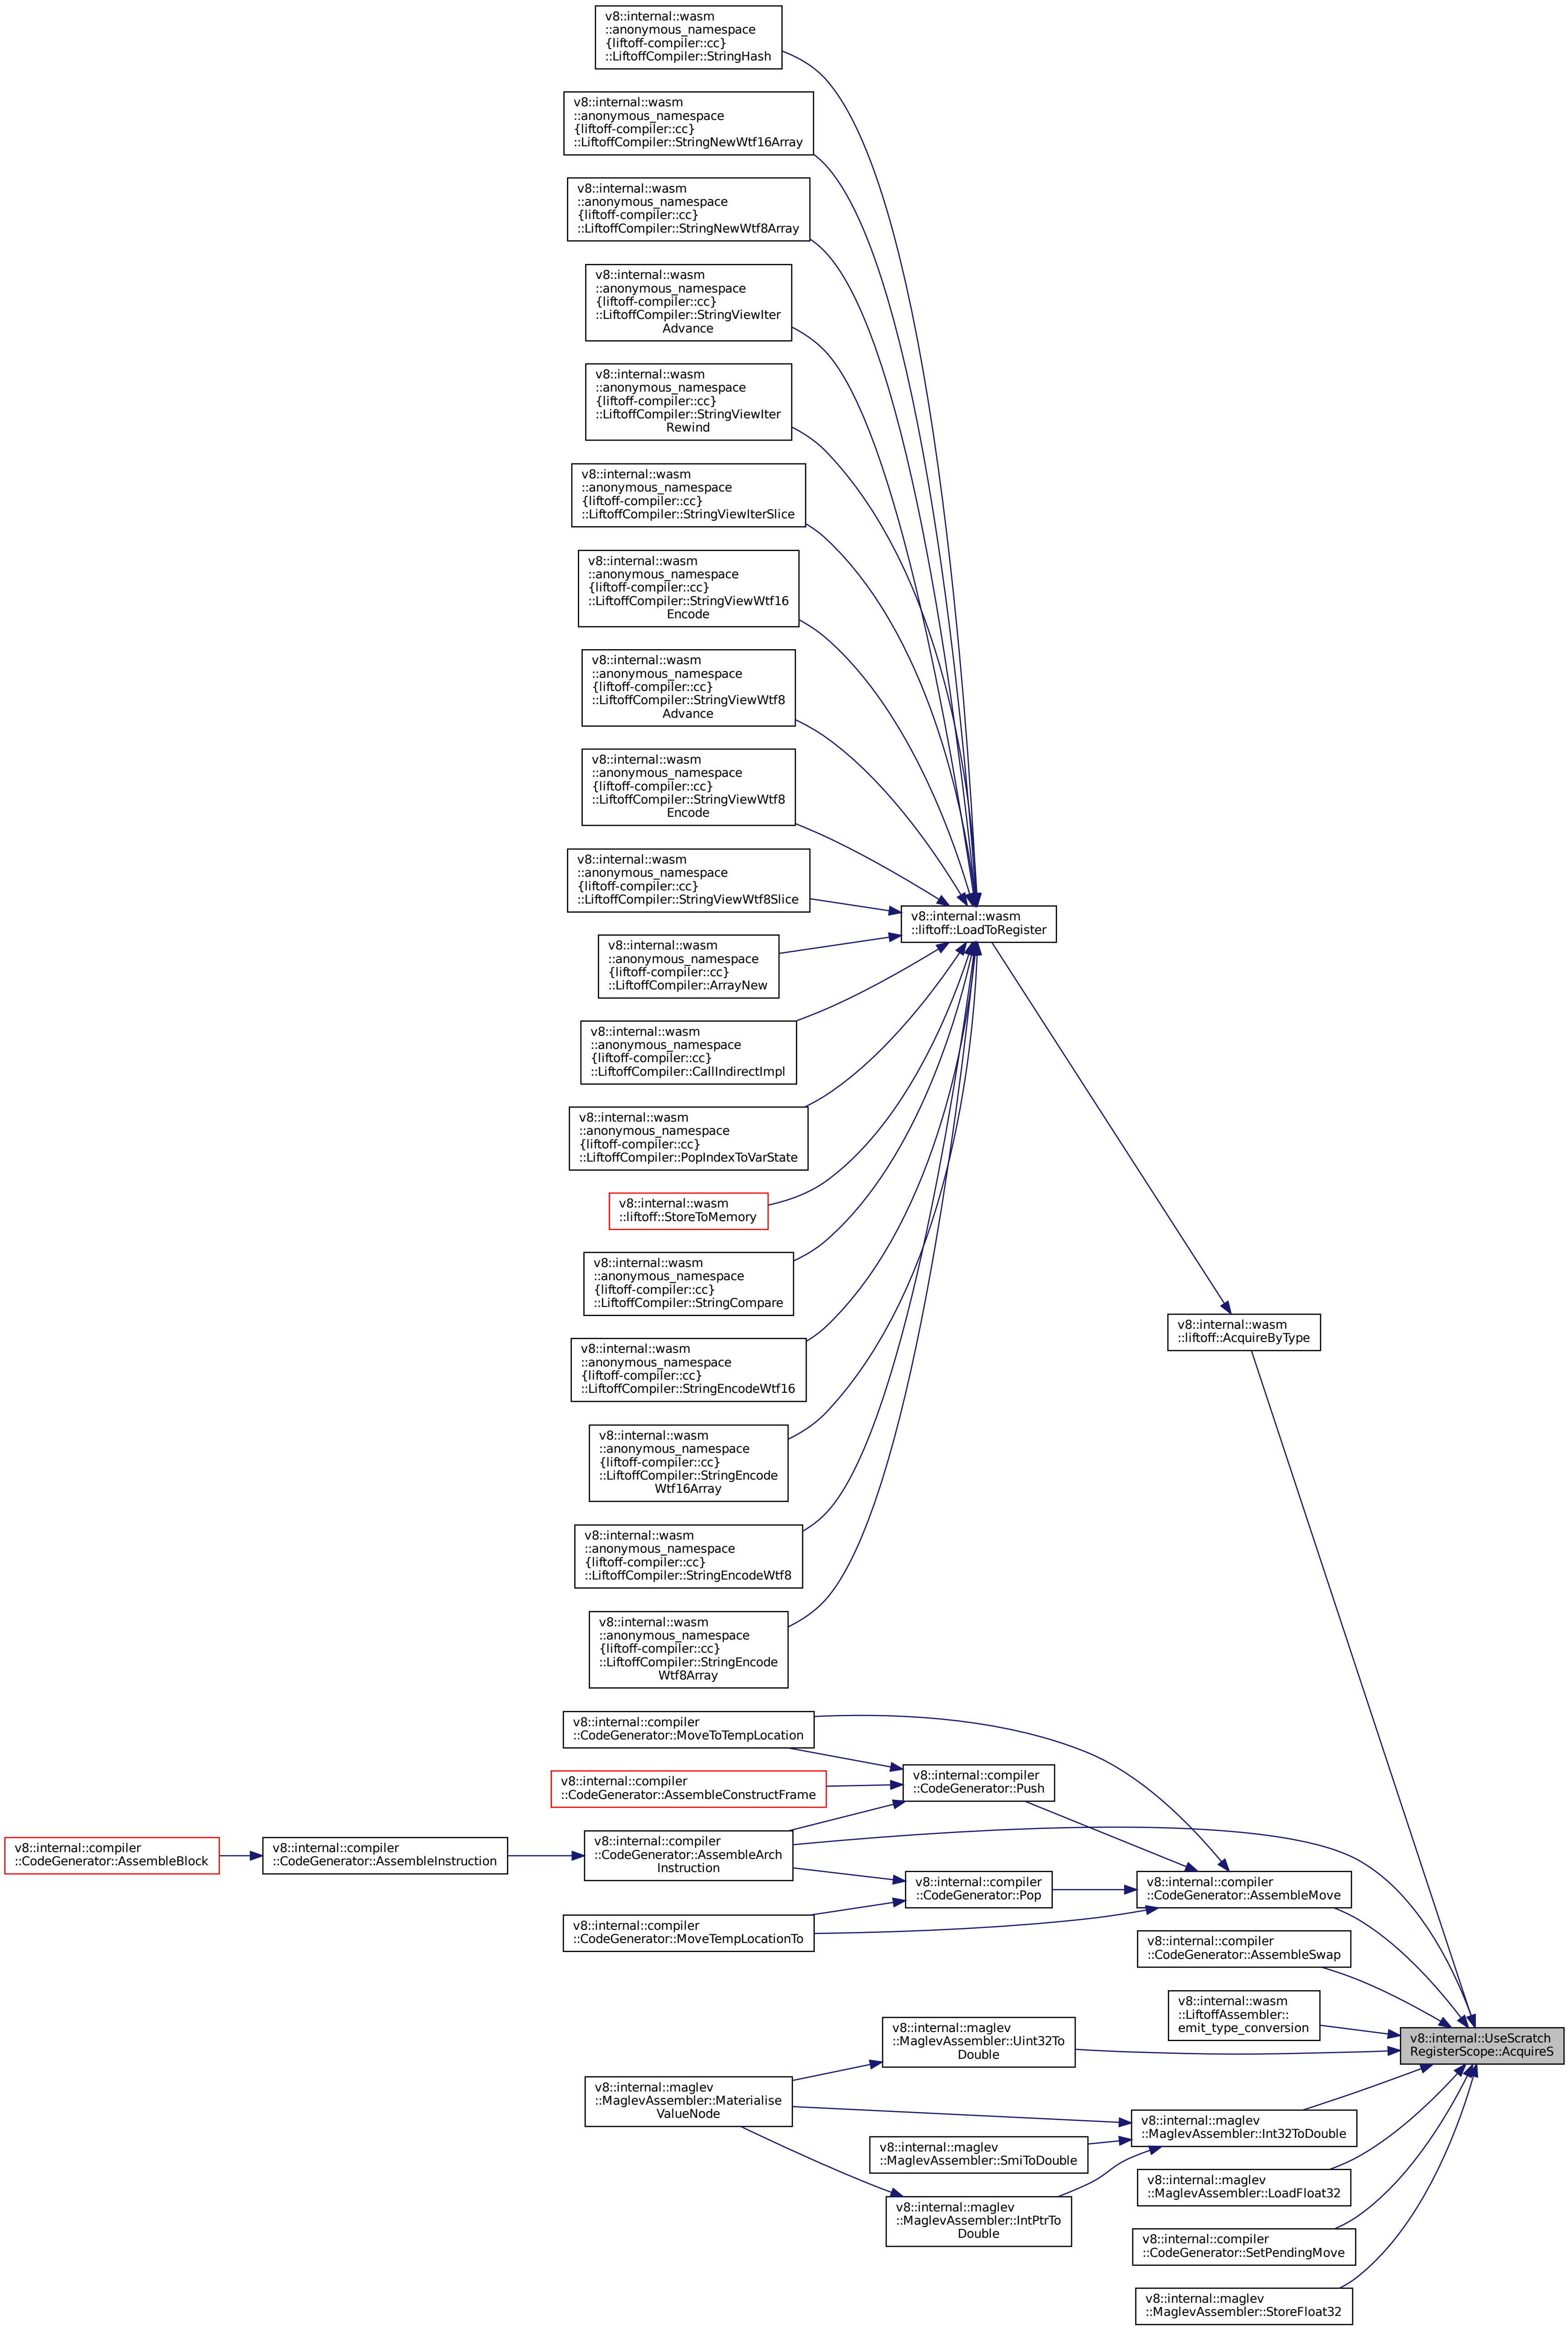 v8::internal::wasm
::anonymous_namespace
{liftoff-compiler::cc}
::LiftoffCompiler::StringHash
v8::internal::wasm
::anonymous_namespace
{liftoff-compiler::cc}
::LiftoffCompiler::StringNewWtf16Array
v8::internal::wasm
::anonymous_namespace
{liftoff-compiler::cc}
::LiftoffCompiler::StringNewWtf8Array
v8::internal::wasm
::anonymous_namespace
{liftoff-compiler::cc}
::LiftoffCompiler::StringViewIter
Advance
v8::internal::wasm
::anonymous_namespace
{liftoff-compiler::cc}
::LiftoffCompiler::StringViewIter
Rewind
v8::internal::wasm
::anonymous_namespace
{liftoff-compiler::cc}
::LiftoffCompiler::StringViewIterSlice
v8::internal::wasm
::anonymous_namespace
{liftoff-compiler::cc}
::LiftoffCompiler::StringViewWtf16
Encode
v8::internal::wasm
::anonymous_namespace
{liftoff-compiler::cc}
::LiftoffCompiler::StringViewWtf8
Advance
v8::internal::wasm
::anonymous_namespace
{liftoff-compiler::cc}
::LiftoffCompiler::StringViewWtf8
Encode
v8::internal::wasm
::anonymous_namespace
{liftoff-compiler::cc}
::LiftoffCompiler::StringViewWtf8Slice
v8::internal::wasm
::liftoff::LoadToRegister
v8::internal::wasm
::anonymous_namespace
{liftoff-compiler::cc}
::LiftoffCompiler::ArrayNew
v8::internal::wasm
::anonymous_namespace
{liftoff-compiler::cc}
::LiftoffCompiler::CallIndirectImpl
v8::internal::wasm
::anonymous_namespace
{liftoff-compiler::cc}
::LiftoffCompiler::PopIndexToVarState
v8::internal::wasm
::liftoff::StoreToMemory
v8::internal::wasm
::anonymous_namespace
{liftoff-compiler::cc}
::LiftoffCompiler::StringCompare
v8::internal::wasm
::liftoff::AcquireByType
v8::internal::wasm
::anonymous_namespace
{liftoff-compiler::cc}
::LiftoffCompiler::StringEncodeWtf16
v8::internal::wasm
::anonymous_namespace
{liftoff-compiler::cc}
::LiftoffCompiler::StringEncode
Wtf16Array
v8::internal::wasm
::anonymous_namespace
{liftoff-compiler::cc}
::LiftoffCompiler::StringEncodeWtf8
v8::internal::wasm
::anonymous_namespace
{liftoff-compiler::cc}
::LiftoffCompiler::StringEncode
Wtf8Array
v8::internal::compiler
::CodeGenerator::MoveToTempLocation
v8::internal::compiler
::CodeGenerator::Push
v8::internal::compiler
::CodeGenerator::AssembleConstructFrame
v8::internal::compiler
::CodeGenerator::AssembleBlock
v8::internal::compiler
::CodeGenerator::AssembleInstruction
v8::internal::compiler
::CodeGenerator::AssembleArch
Instruction
v8::internal::compiler
::CodeGenerator::Pop
v8::internal::compiler
::CodeGenerator::AssembleMove
v8::internal::compiler
::CodeGenerator::MoveTempLocationTo
v8::internal::compiler
::CodeGenerator::AssembleSwap
v8::internal::wasm
::LiftoffAssembler::
emit_type_conversion
v8::internal::maglev
::MaglevAssembler::Uint32To
Double
v8::internal::UseScratch
RegisterScope::AcquireS
v8::internal::maglev
::MaglevAssembler::Materialise
ValueNode
v8::internal::maglev
::MaglevAssembler::Int32ToDouble
v8::internal::maglev
::MaglevAssembler::SmiToDouble
v8::internal::maglev
::MaglevAssembler::LoadFloat32
v8::internal::maglev
::MaglevAssembler::IntPtrTo
Double
v8::internal::compiler
::CodeGenerator::SetPendingMove
v8::internal::maglev
::MaglevAssembler::StoreFloat32